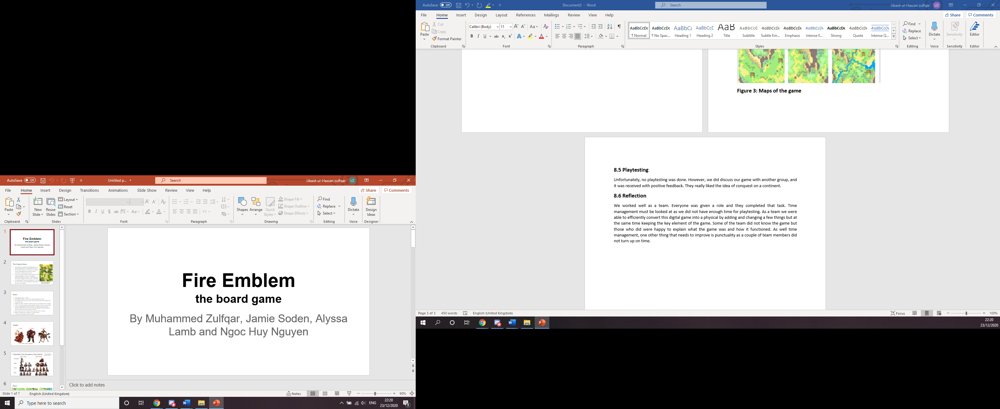 AutoSave Off
Untitled p...
Search
Ubaid-ul-Hassan zulfqar UZ
File Home Insert Design Transitions Animations Slide Show Review View Help
Share Comments
Paste
New Slide
Reuse Slides
Layout
Reset
Section
Shapes Arrange Quick Styles
Shape Fill
Shape Outline
Shape Effects
Find
Replace
Select
Dictate
Design Ideas
Clipboard Slides Font Paragraph Drawing Editing Voice Designer
1
Fire Emblem
the board game
By Muhammed Zulfqar, Jamie Soden, Alyssa
Lamb and Ngoc Huy Nguyen
2
The Original Game
3
Rules
4
Images
5
Characters from the game in the classes
6
Maps
Fire Emblem
the board game
By Muhammed Zulfqar, Jamie Soden, Alyssa
Lamb and Ngoc Huy Nguyen
Click to add notes
Slide 1 of 7 English (United Kingdom) Notes 90%
Type here to search
ENG
22:20
23/12/2020
3
AutoSave Off
Document3 - Word
Search
Ubaid-ul-Hassan zulfqar UZ
File Home Insert Design Layout References Mailings Review View Help
Share Comments
Paste
Cut
Copy
Format Painter
Calibri (Body) 11
AaBbCcDc ¶ Normal
AaBbCcDc ¶ No Spac...
AaBbCc Heading 1
AaBbCcE Heading 2
AaB Title
AaBbCcD Subtitle
AaBbCcDc Subtle Em...
AaBbCcDc Emphasis
AaBbCcDc Intense E...
AaBbCcDc Strong
AaBbCcDc Quote
AaBbCcDc Intense Q...
Find
Replace
Select
Dictate
Sensitivity
Editor
Clipboard Font Paragraph Styles Editing Voice Sensitivity Editor
Figure 3: Maps of the game
8.5 Playtesting
Unfortunately, no playtesting was done. However, we did discuss our game with another group, and
it was received with positive feedback. They really liked the idea of conquest on a continent.
8.6 Reflection
We worked well as a team. Everyone was given a role and they completed that task. Time
management must be looked at as we did not have enough time for playtesting. As a team we were
able to efficiently convert this digital game into a physical by adding and changing a few things but at
the same time keeping the key element of the game. Some of the team did not know the game but
those who did were happy to explain what the game was and how it functioned. As well time
management, one other thing that needs to improve is punctuality as a couple of team members did
not turn up on time.
Page 3 of 3 450 words English (United Kingdom) Focus 100%
22:20
23/12/2020